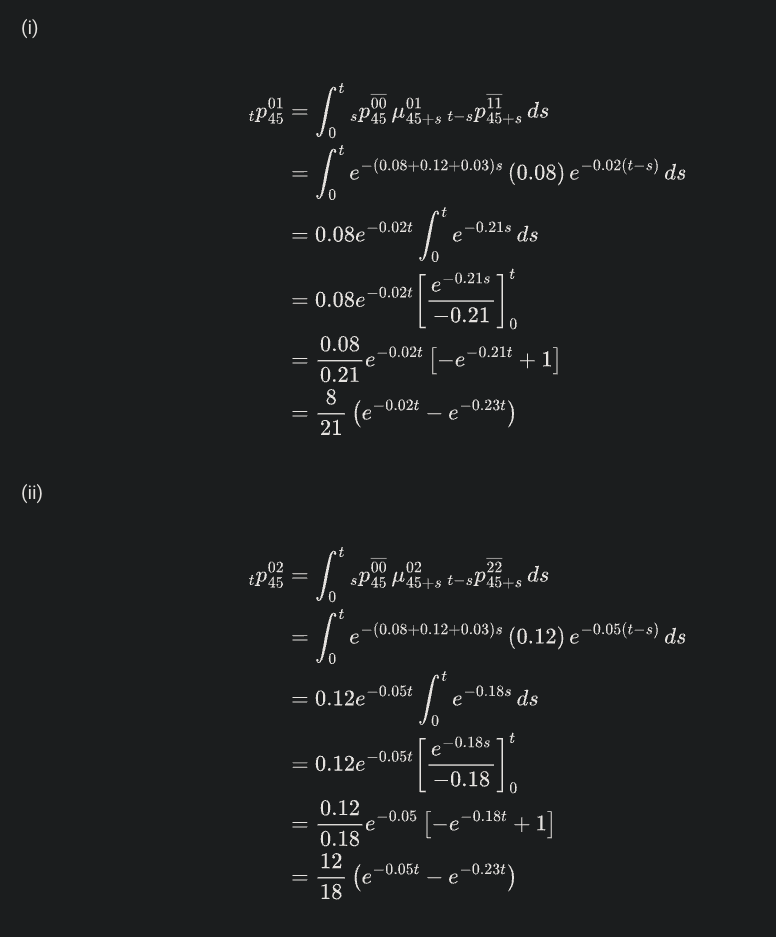 (i)
$_{t}p_{45}^{01} = \int_0^t {}_{s}p_{45}^{\overline{00}} \, \mu_{45+s}^{01} \; {}_{t-s}p_{45+s}^{\overline{11}} \, ds$
$= \int_0^t e^{-(0.08+0.12+0.03)s} \, (0.08) \, e^{-0.02(t-s)} \, ds$
$= 0.08e^{-0.02t} \int_0^t e^{-0.21s} \, ds$
$= 0.08e^{-0.02t} \left[ \frac{e^{-0.21s}}{-0.21} \right]_0^t$
$= \frac{0.08}{0.21} e^{-0.02t} \left[ -e^{-0.21t} + 1 \right]$
$= \frac{8}{21} \left( e^{-0.02t} - e^{-0.23t} \right)$
(ii)
$_{t}p_{45}^{02} = \int_0^t {}_{s}p_{45}^{\overline{00}} \, \mu_{45+s}^{02} \; {}_{t-s}p_{45+s}^{\overline{22}} \, ds$
$= \int_0^t e^{-(0.08+0.12+0.03)s} \, (0.12) \, e^{-0.05(t-s)} \, ds$
$= 0.12e^{-0.05t} \int_0^t e^{-0.18s} \, ds$
$= 0.12e^{-0.05t} \left[ \frac{e^{-0.18s}}{-0.18} \right]_0^t$
$= \frac{0.12}{0.18} e^{-0.05} \left[ -e^{-0.18t} + 1 \right]$
$= \frac{12}{18} \left( e^{-0.05t} - e^{-0.23t} \right)$